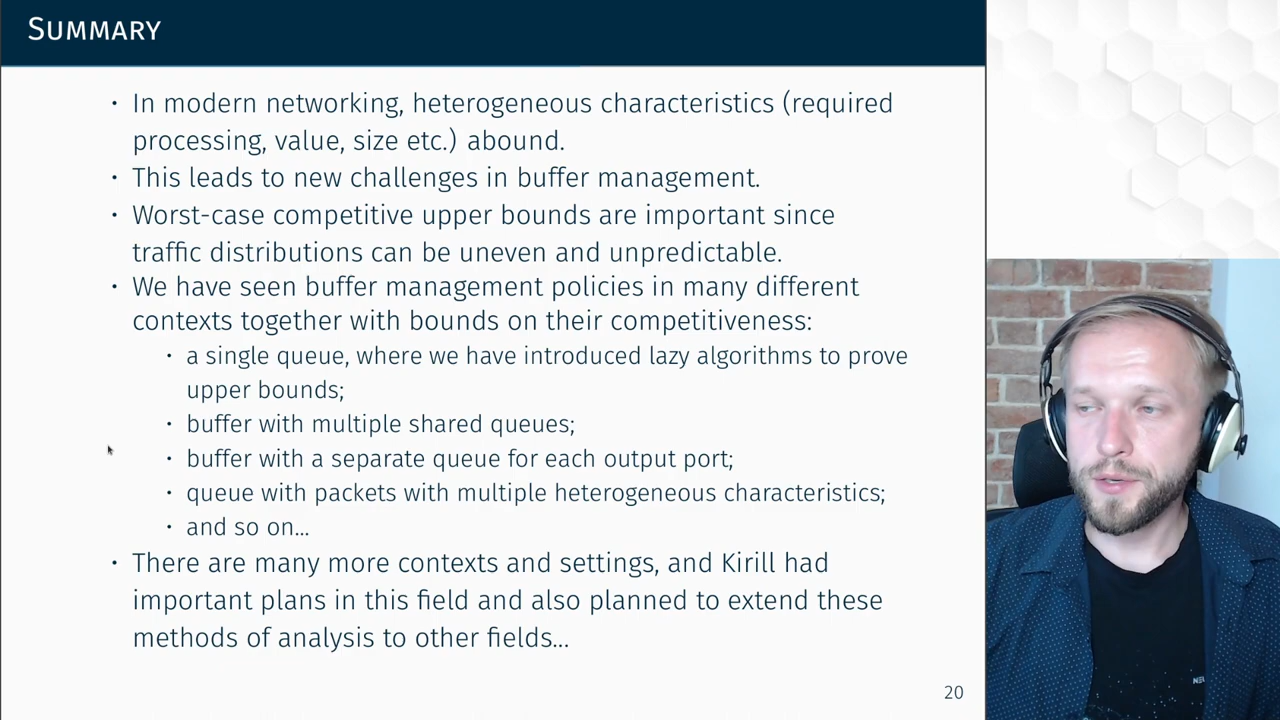 Summary
• In modern networking, heterogeneous characteristics (required
processing, value, size etc.) abound.
• This leads to new challenges in buffer management.
• Worst-case competitive upper bounds are important since
traffic distributions can be uneven and unpredictable.
• We have seen buffer management policies in many different
contexts together with bounds on their competitiveness:
• a single queue, where we have introduced lazy algorithms to prove
upper bounds;
• buffer with multiple shared queues;
• buffer with a separate queue for each output port;
• queue with packets with multiple heterogeneous characteristics;
• and so on...
• There are many more contexts and settings, and Kirill had
important plans in this field and also planned to extend these
methods of analysis to other fields...
20